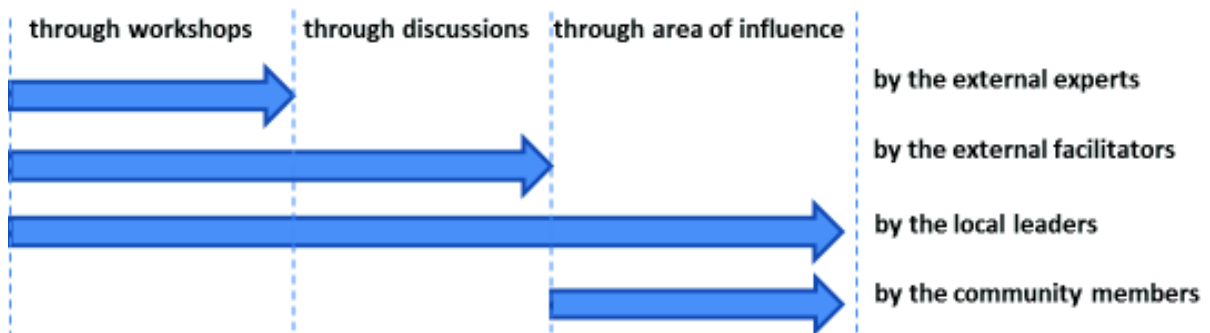 through workshops
through discussions
through area of influence
by the external experts
by the external facilitators
by the local leaders
by the community members